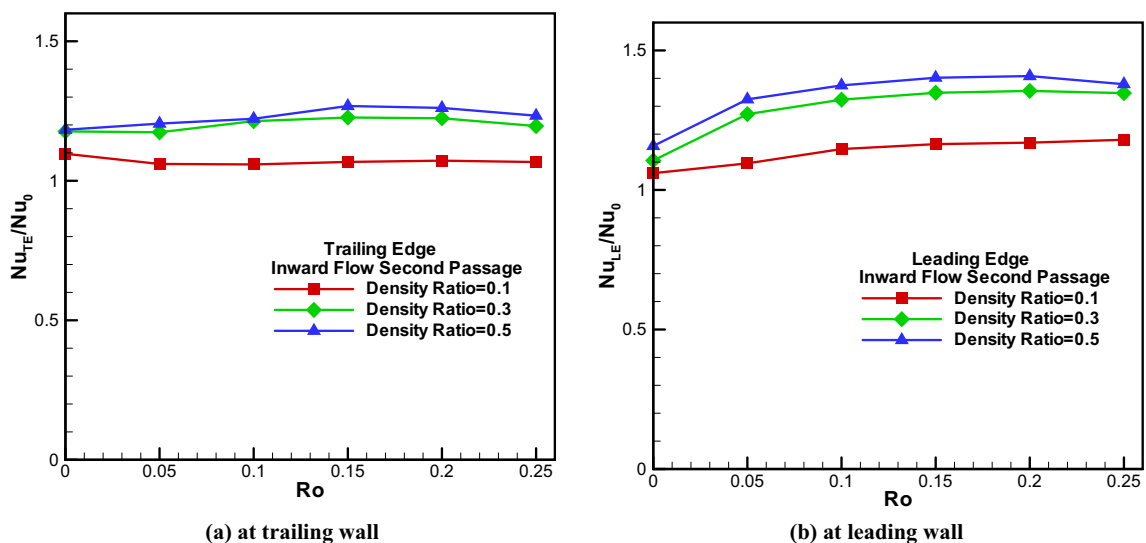 1.5
1
0.5
0
Nu_TE/Nu_0
Trailing Edge
Inward Flow Second Passage
Density Ratio=0.1
Density Ratio=0.3
Density Ratio=0.5
0 0.05 0.1 0.15 0.2 0.25
Ro
(a) at trailing wall
1.5
1
0.5
0
Nu_LE/Nu_0
Leading Edge
Inward Flow Second Passage
Density Ratio=0.1
Density Ratio=0.3
Density Ratio=0.5
0 0.05 0.1 0.15 0.2 0.25
Ro
(b) at leading wall